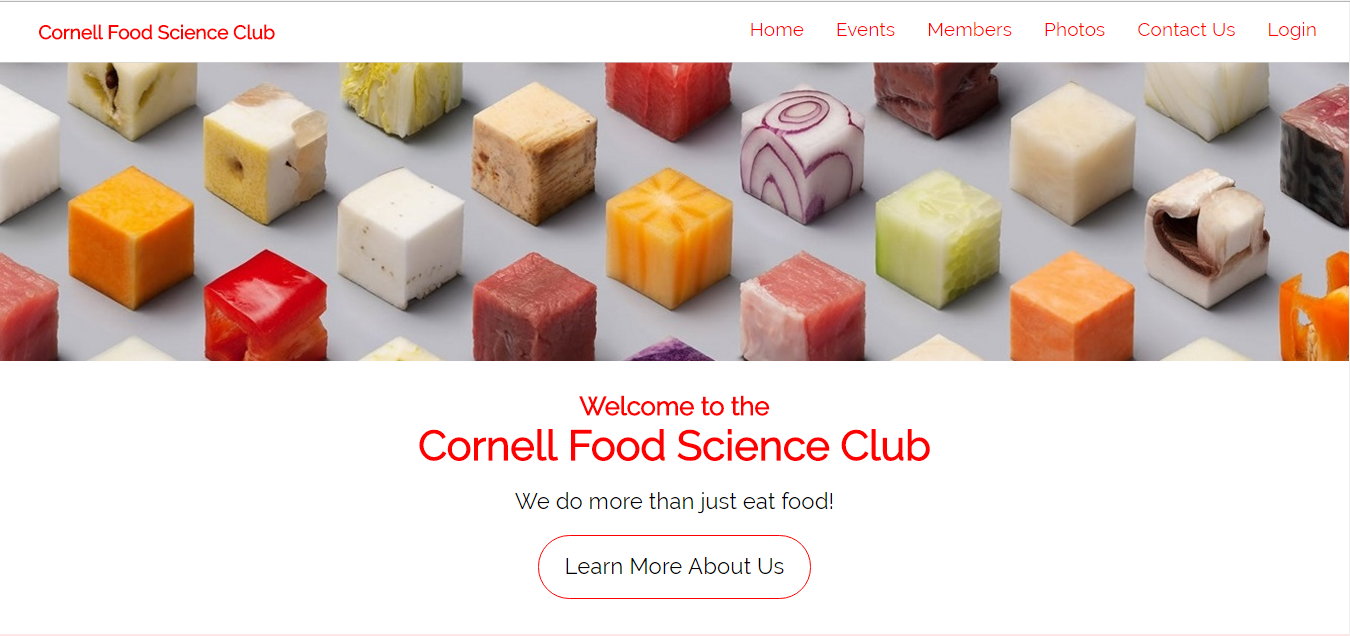 Cornell Food Science Club
Home Events Members Photos Contact Us Login
Welcome to the
Cornell Food Science Club
We do more than just eat food!
Learn More About Us